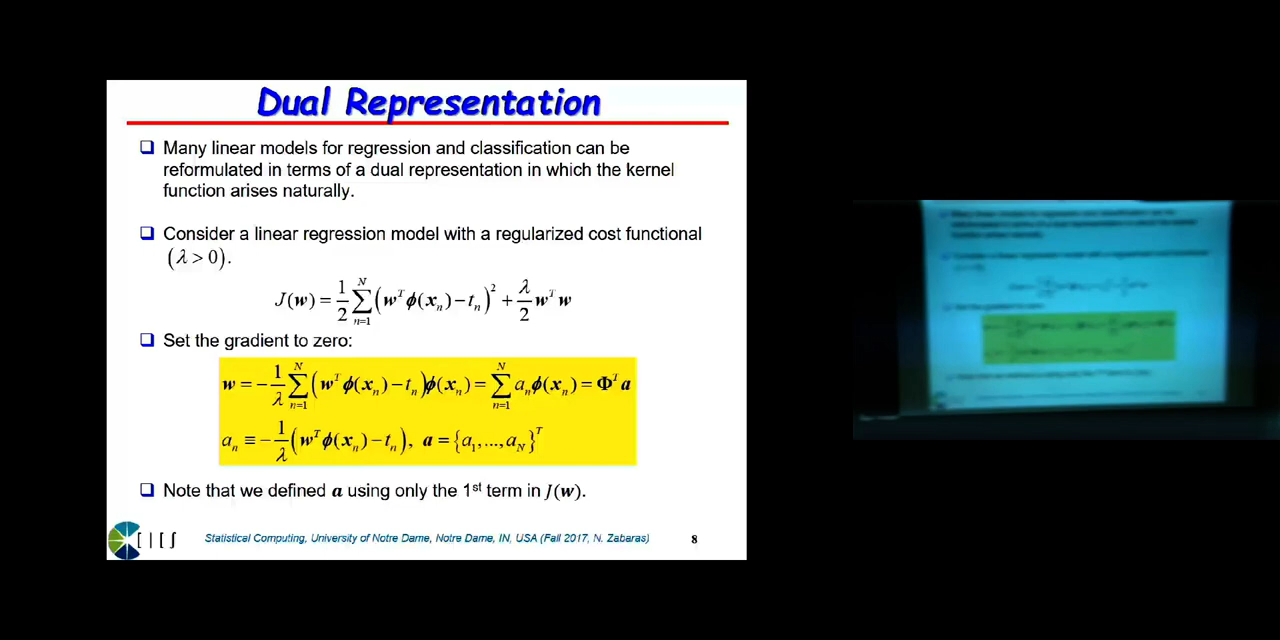 Dual Representation
❑ Many linear models for regression and classification can be
reformulated in terms of a dual representation in which the kernel
function arises naturally.
❑ Consider a linear regression model with a regularized cost functional
(λ > 0).
J(w) = 1/2 ∑_{n=1}^{N} (w^T ϕ(x_n) − t_n)^2 + λ/2 w^T w
❑ Set the gradient to zero:
w = −1/λ ∑_{n=1}^{N} (w^T ϕ(x_n) − t_n) ϕ(x_n) = ∑_{n=1}^{N} a_n ϕ(x_n) = Φ^T a
a_n ≡ −1/λ (w^T ϕ(x_n) − t_n), a = {a_1,...,a_N}^T
❑ Note that we defined a using only the 1st term in J(w).
Statistical Computing, University of Notre Dame, Notre Dame, IN, USA (Fall 2017, N. Zabaras)
8